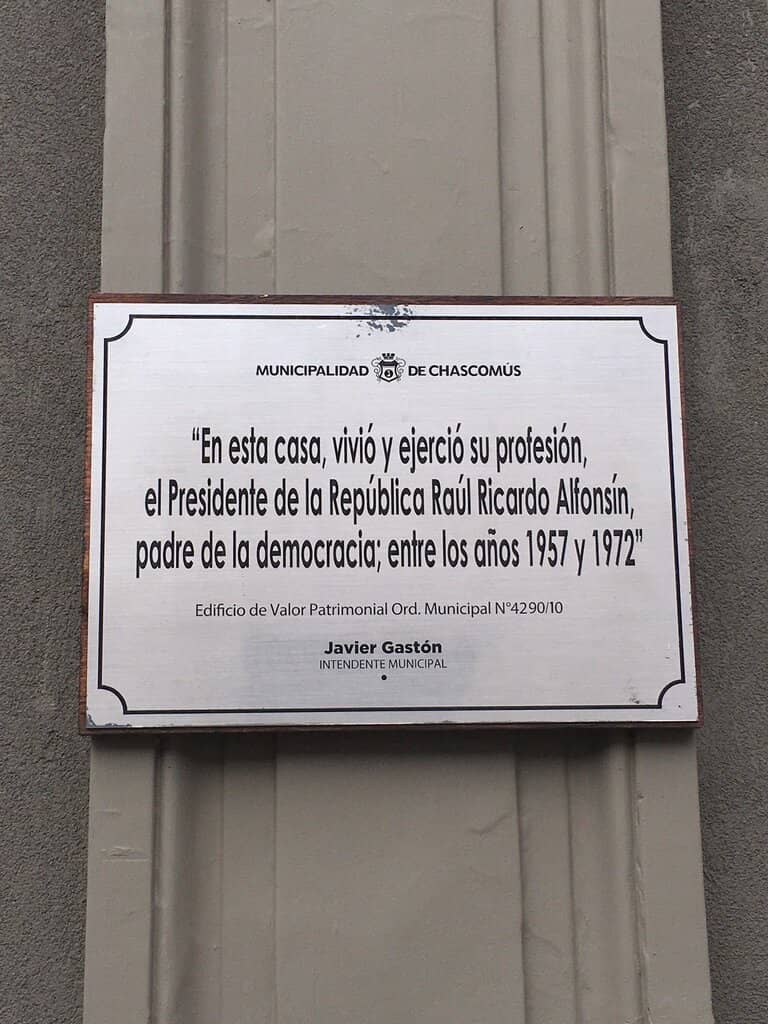 MUNICIPALIDAD DE CHASCOMÚS
“En esta casa, vivió y ejerció su profesión,
el Presidente de la República Raúl Ricardo Alfonsín,
padre de la democracia; entre los años 1957 y 1972”
Edificio de Valor Patrimonial Ord. Municipal N°4290/10
Javier Gastón
INTENDENTE MUNICIPAL